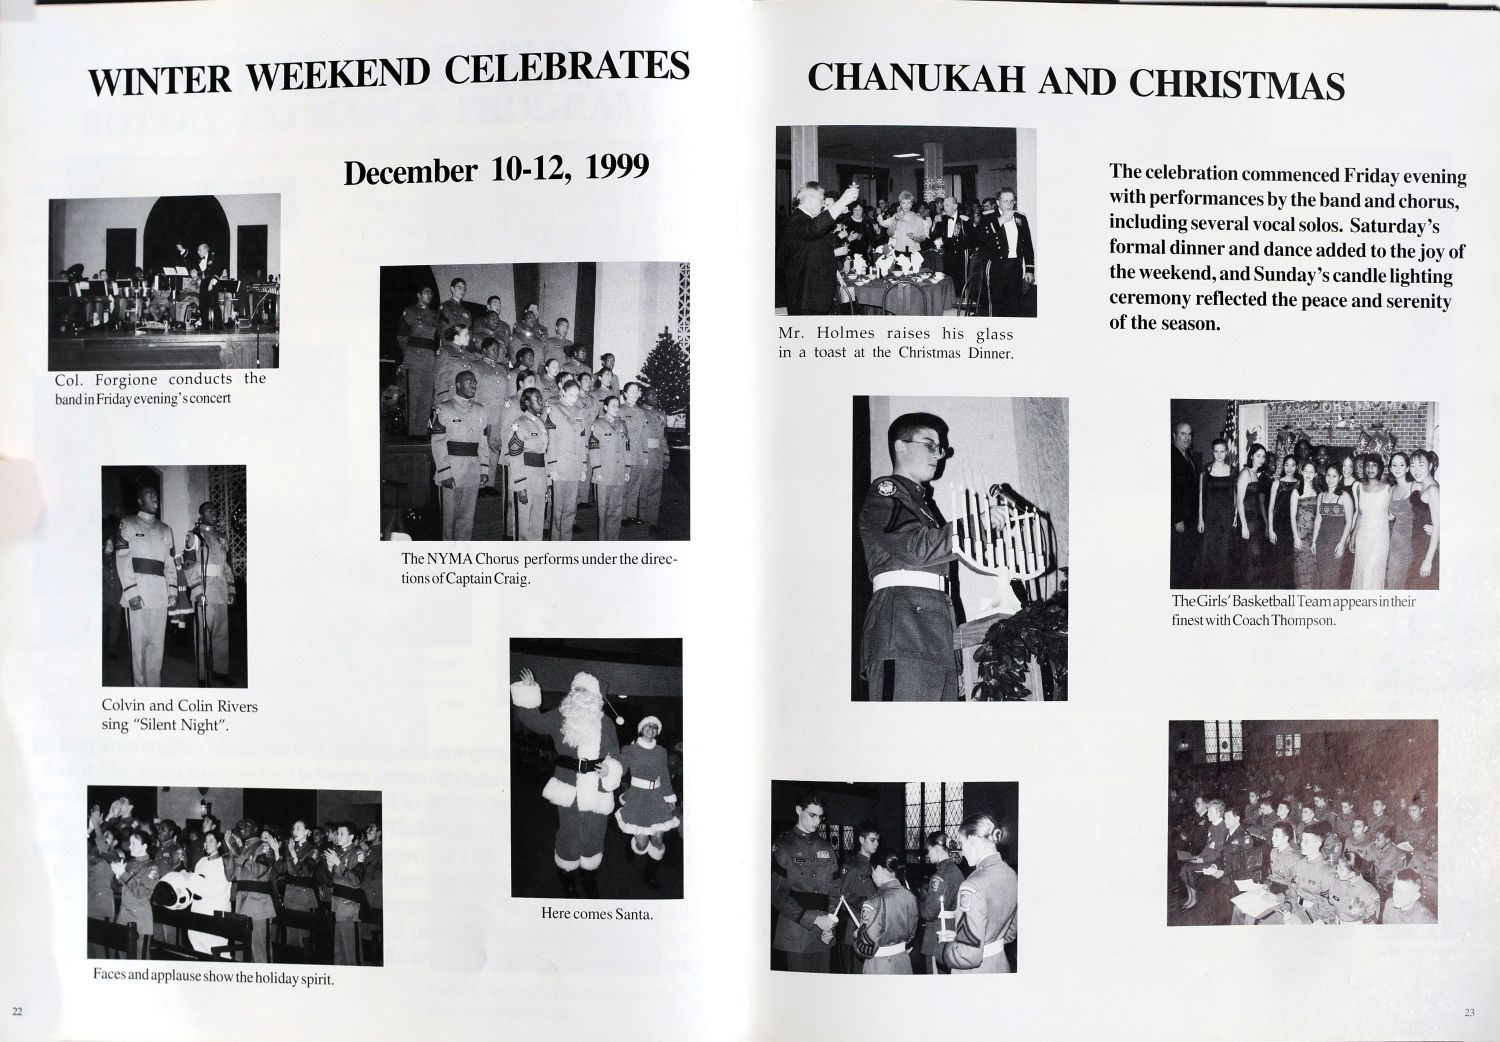 WINTER WEEKEND CELEBRATES
December 10-12, 1999
Col. Forgione conducts the
band in Friday evening's concert
The NYMA Chorus performs under the direc-
tions of Captain Craig.
Colvin and Colin Rivers
sing "Silent Night".
Here comes Santa.
Faces and applause show the holiday spirit.
22
CHANUKAH AND CHRISTMAS
The celebration commenced Friday evening
with performances by the band and chorus,
including several vocal solos. Saturday's
formal dinner and dance added to the joy of
the weekend, and Sunday's candle lighting
ceremony reflected the peace and serenity
of the season.
Mr. Holmes raises his glass
in a toast at the Christmas Dinner.
The Girls' Basketball Team appears in their
finest with Coach Thompson.
23